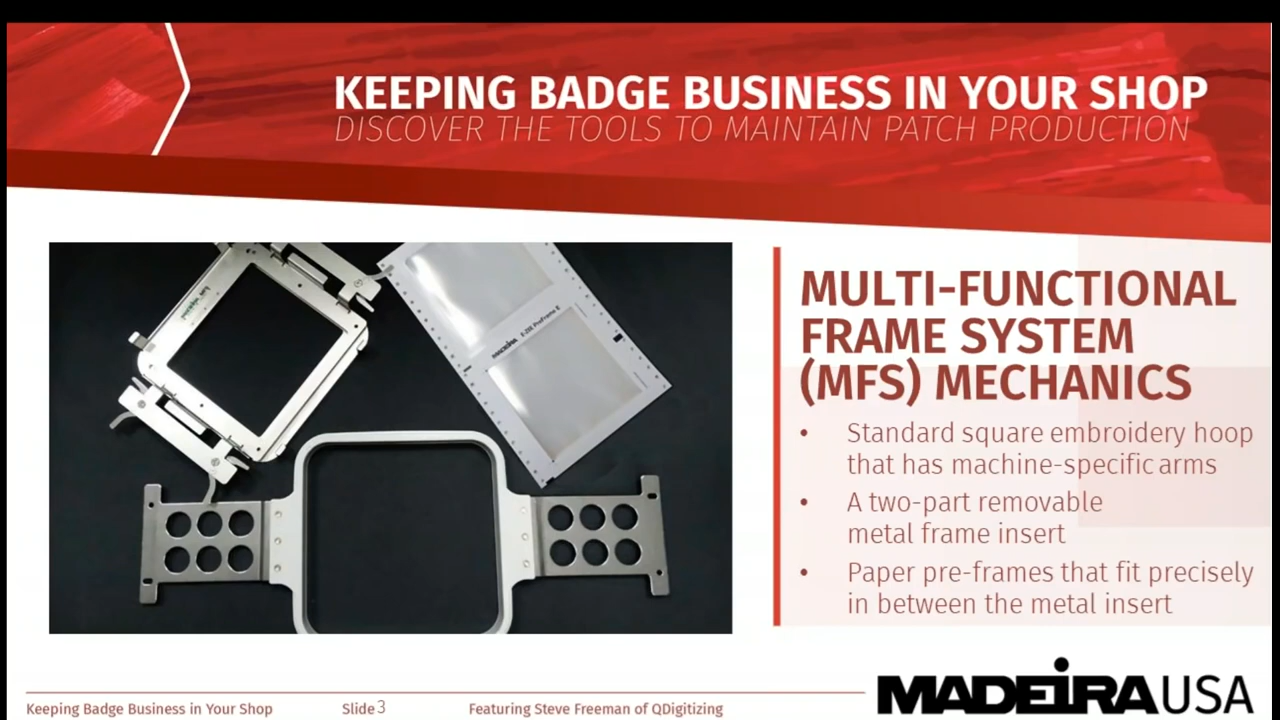 KEEPING BADGE BUSINESS IN YOUR SHOP
DISCOVER THE TOOLS TO MAINTAIN PATCH PRODUCTION
MADEIRA E-ZEE ProFrame E
MULTI-FUNCTIONAL
FRAME SYSTEM
(MFS) MECHANICS
• Standard square embroidery hoop
that has machine-specific arms
• A two-part removable
metal frame insert
• Paper pre-frames that fit precisely
in between the metal insert
MADEIRA USA
Keeping Badge Business in Your Shop
Slide 3
Featuring Steve Freeman of QDigitizing